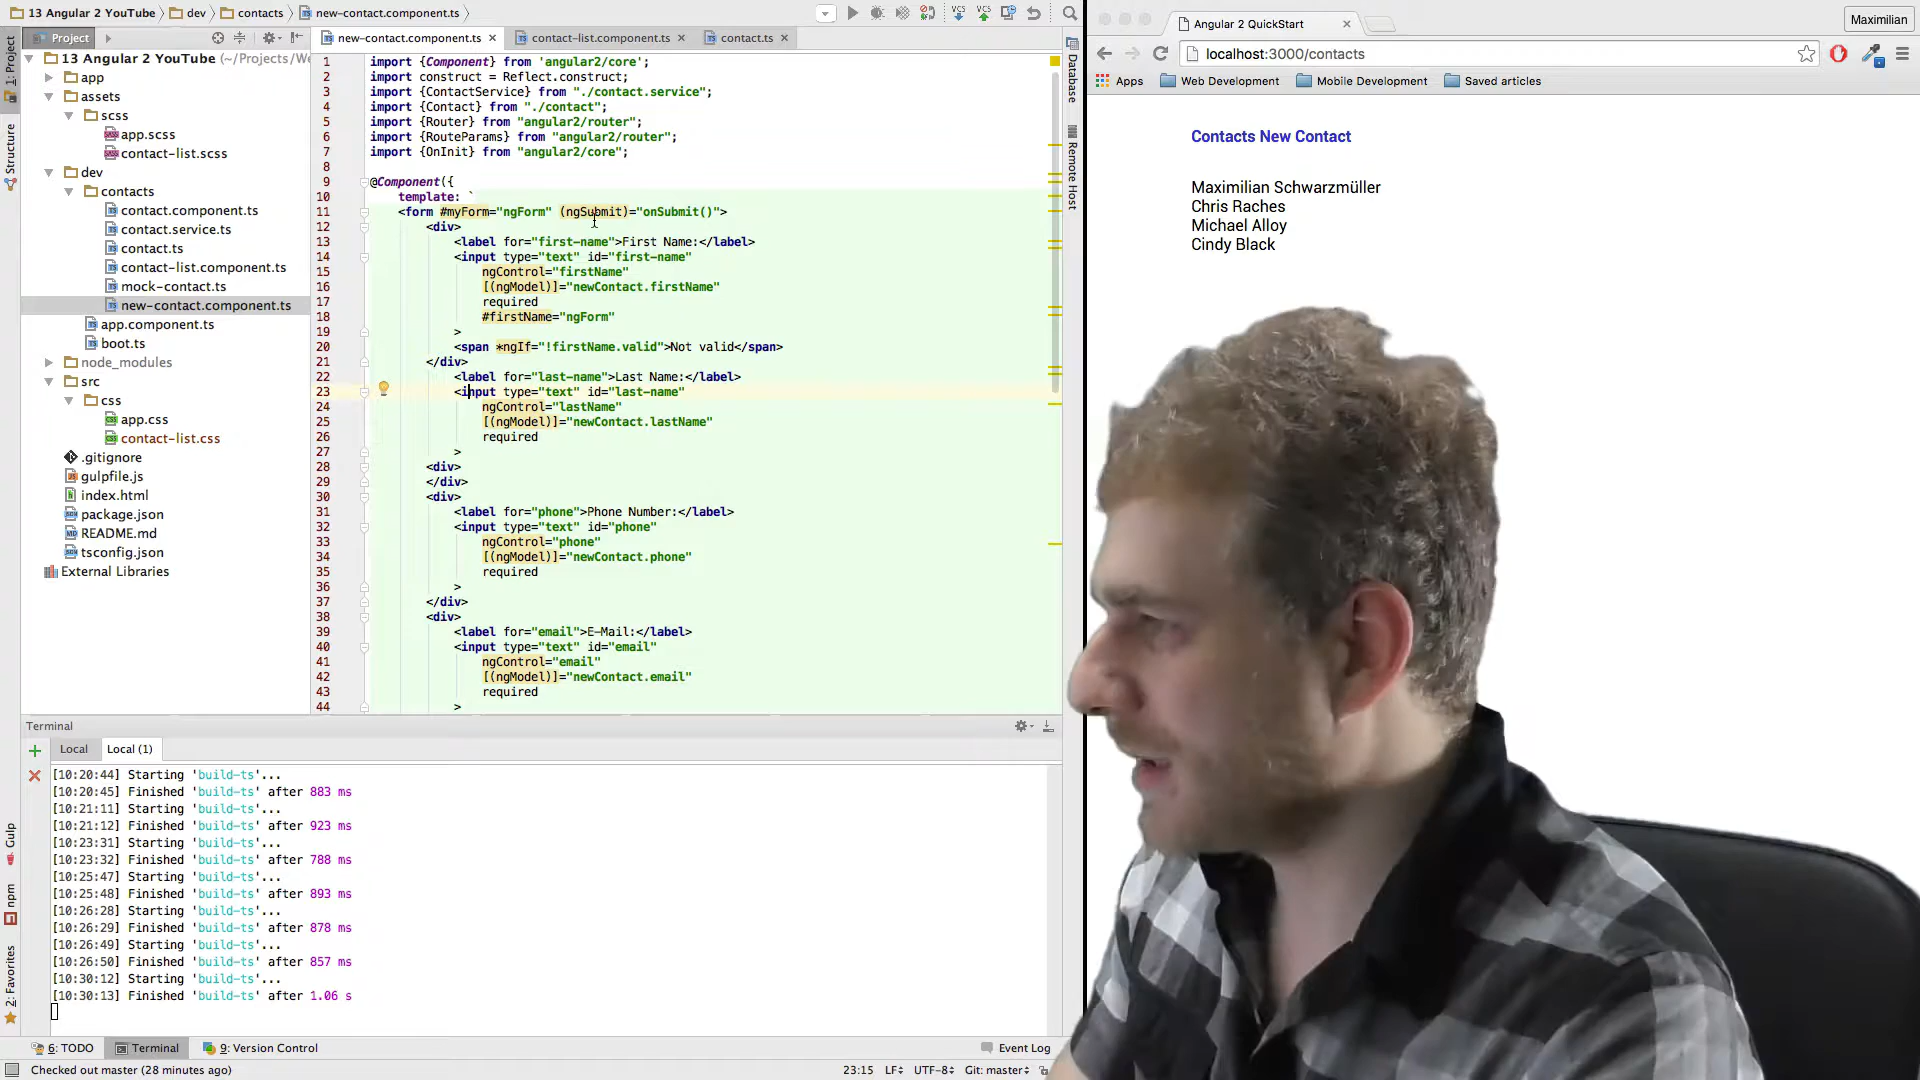 13 Angular 2 YouTube dev contacts new-contact.component.ts
Project
new-contact.component.ts contact-list.component.ts contact.ts
13 Angular 2 YouTube (~/Projects/We
app
assets
scss
app.scss
contact-list.scss
dev
contacts
contact.component.ts
contact.service.ts
contact.ts
contact-list.component.ts
mock-contact.ts
new-contact.component.ts
app.component.ts
boot.ts
node_modules
src
css
app.css
contact-list.css
.gitignore
gulpfile.js
index.html
package.json
README.md
tsconfig.json
External Libraries
1: Project
Structure
Gulp
npm
2: Favorites
1 import {Component} from 'angular2/core';
2 import construct = Reflect.construct;
3 import {ContactService} from "./contact.service";
4 import {Contact} from "./contact";
5 import {Router} from "angular2/router";
6 import {RouteParams} from "angular2/router";
7 import {OnInit} from "angular2/core";
8
9 @Component({
10 template: `
11 <form #myForm="ngForm" (ngSubmit)="onSubmit()">
12 <div>
13 <label for="first-name">First Name:</label>
14 <input type="text" id="first-name"
15 ngControl="firstName"
16 [(ngModel)]="newContact.firstName"
17 required
18 #firstName="ngForm"
19 >
20 <span *ngIf="!firstName.valid">Not valid</span>
21 </div>
22 <label for="last-name">Last Name:</label>
23 <input type="text" id="last-name"
24 ngControl="lastName"
25 [(ngModel)]="newContact.lastName"
26 required
27 >
28 <div>
29 </div>
30 <div>
31 <label for="phone">Phone Number:</label>
32 <input type="text" id="phone"
33 ngControl="phone"
34 [(ngModel)]="newContact.phone"
35 required
36 >
37 </div>
38 <div>
39 <label for="email">E-Mail:</label>
40 <input type="text" id="email"
41 ngControl="email"
42 [(ngModel)]="newContact.email"
43 required
44 >
Database
Remote Host
Terminal
Local Local (1)
[10:20:44] Starting 'build-ts'...
[10:20:45] Finished 'build-ts' after 883 ms
[10:21:11] Starting 'build-ts'...
[10:21:12] Finished 'build-ts' after 923 ms
[10:23:31] Starting 'build-ts'...
[10:23:32] Finished 'build-ts' after 788 ms
[10:25:47] Starting 'build-ts'...
[10:25:48] Finished 'build-ts' after 893 ms
[10:26:28] Starting 'build-ts'...
[10:26:29] Finished 'build-ts' after 878 ms
[10:26:49] Starting 'build-ts'...
[10:26:50] Finished 'build-ts' after 857 ms
[10:30:12] Starting 'build-ts'...
[10:30:13] Finished 'build-ts' after 1.06 s
6: TODO Terminal 9: Version Control Event Log
Checked out master (28 minutes ago) 23:15 LF UTF-8 Git: master
Angular 2 QuickStart Maximilian
localhost:3000/contacts
Apps Web Development Mobile Development Saved articles
Contacts New Contact
Maximilian Schwarzmüller
Chris Raches
Michael Alloy
Cindy Black